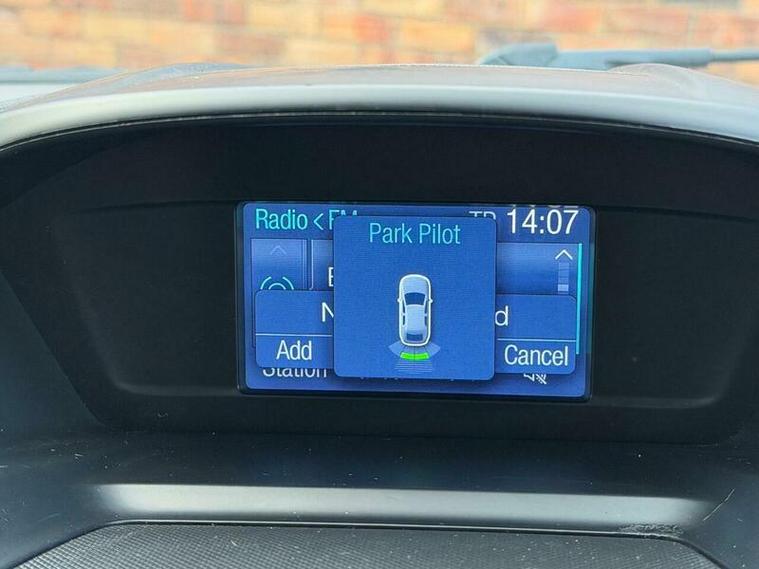 Radio < FM
TP 14:07
Park Pilot
Add
Cancel
Station